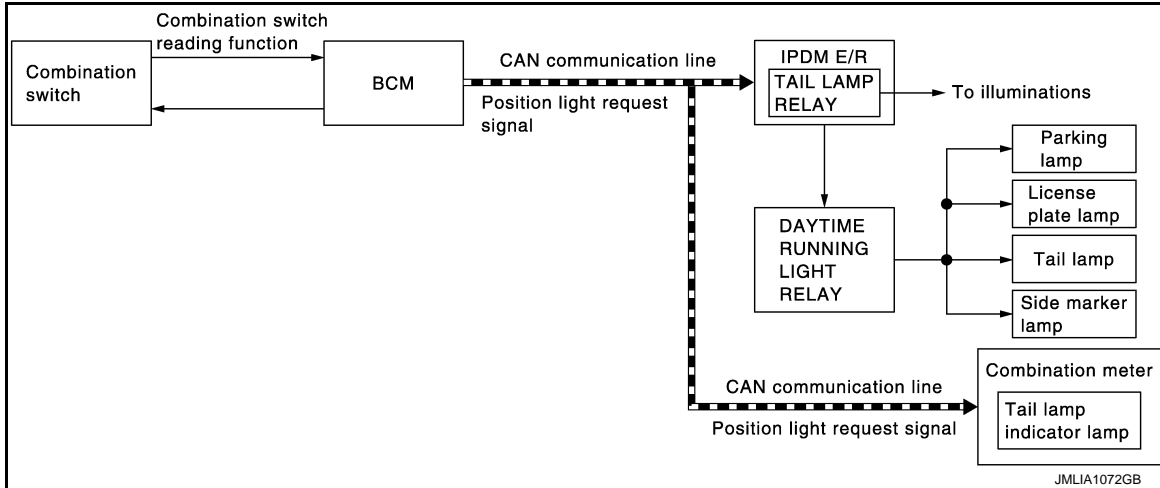 Combination switch
reading function
Combination
switch
BCM
CAN communication line
Position light request
signal
IPDM E/R
TAIL LAMP
RELAY
To illuminations
Parking
lamp
License
plate lamp
DAYTIME
RUNNING
LIGHT
RELAY
Tail lamp
Side marker
lamp
CAN communication line
Position light request signal
Combination meter
Tail lamp
indicator lamp
JMLIA1072GB